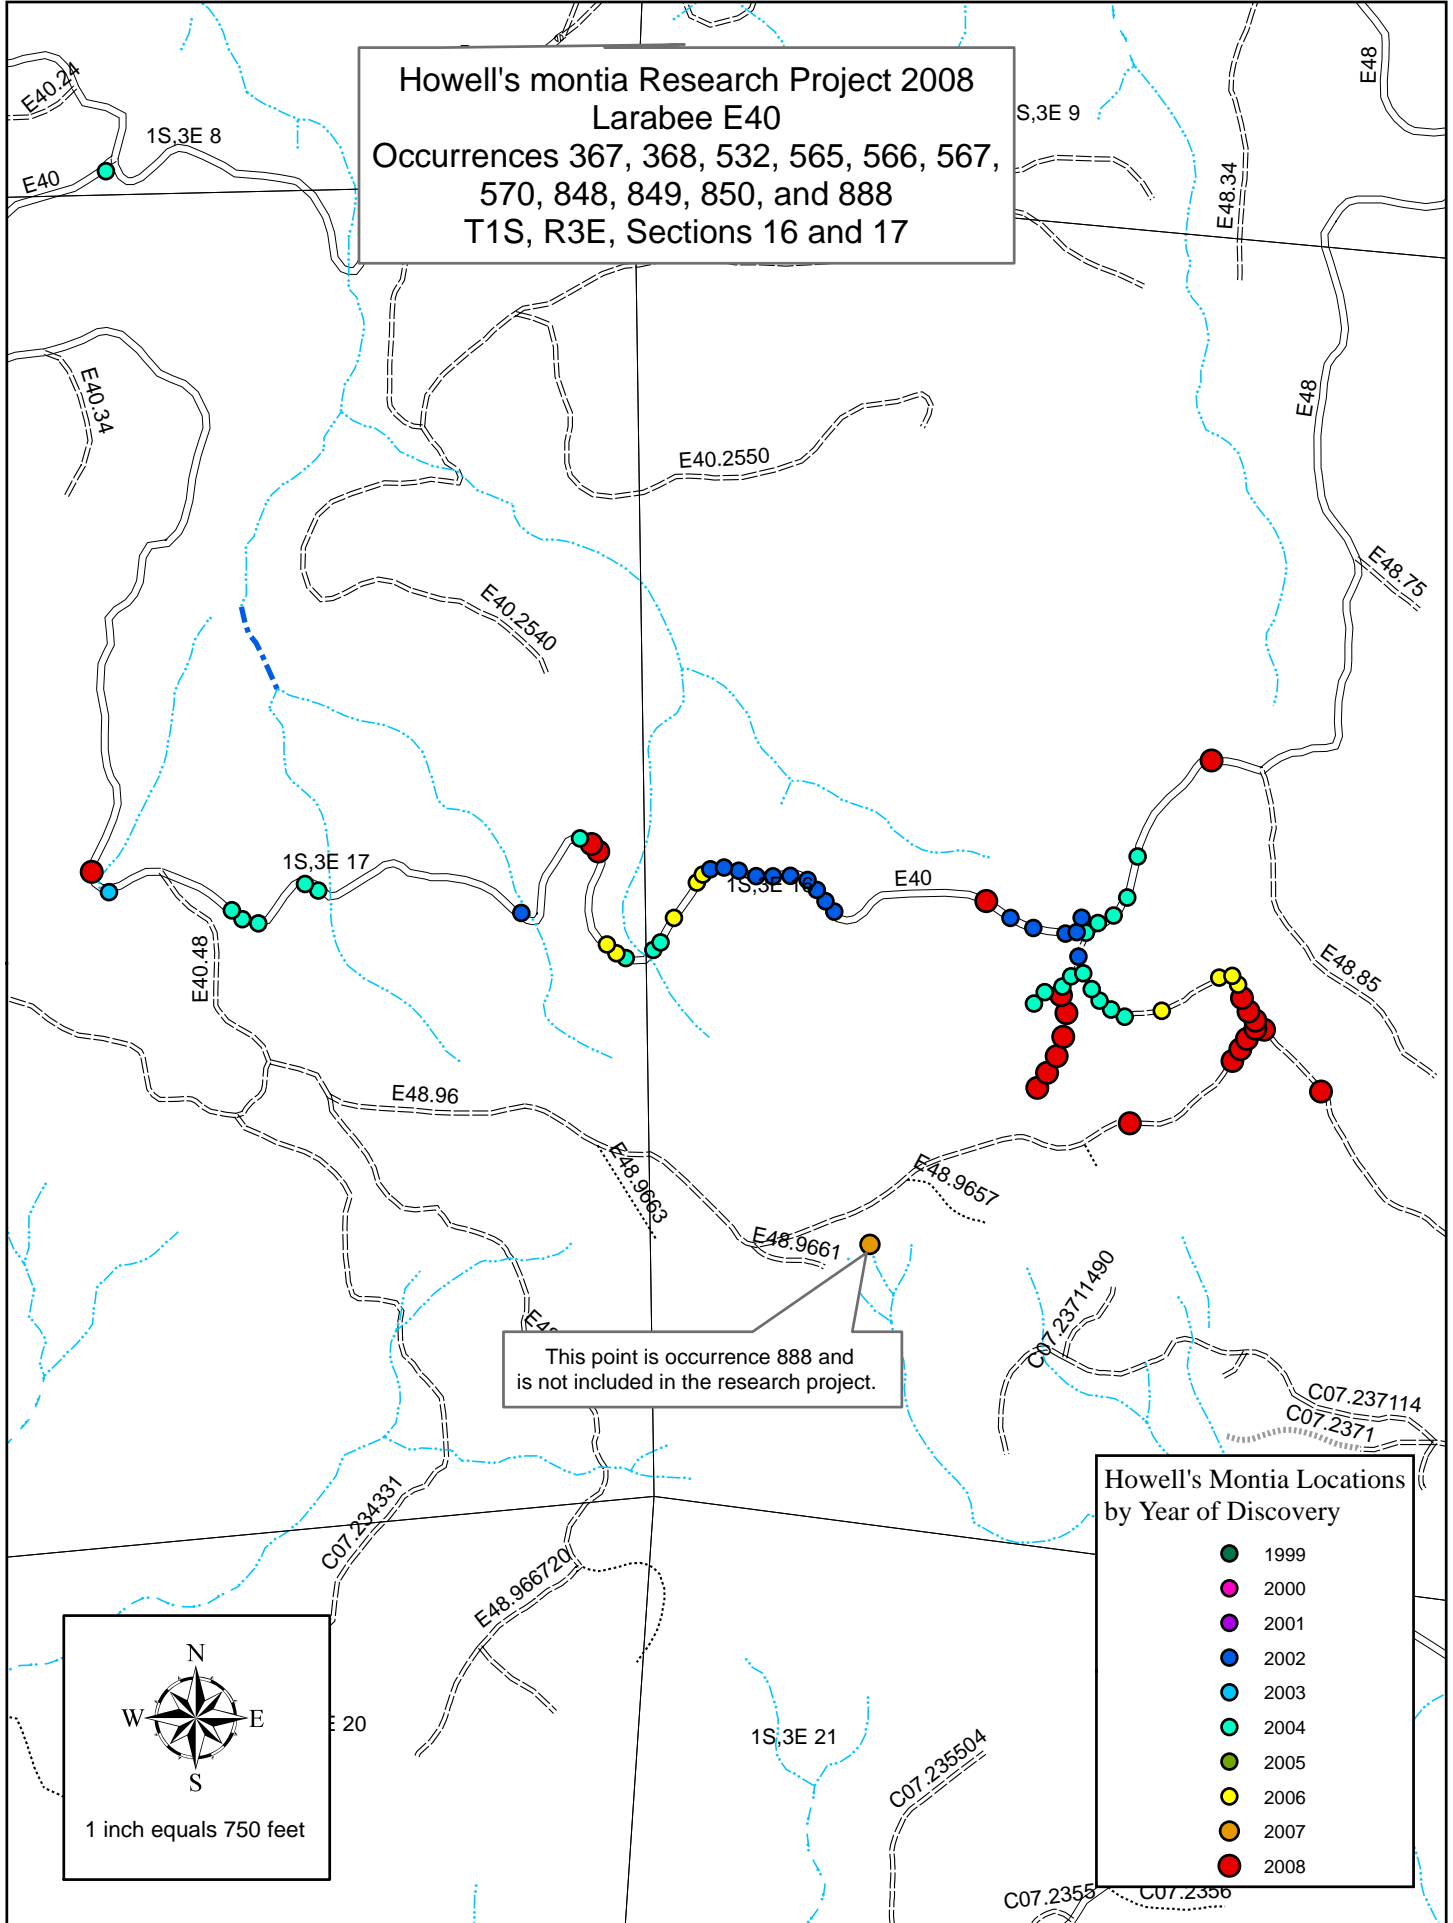 Howell's montia Research Project 2008
Larabee E40
Occurrences 367, 368, 532, 565, 566, 567,
570, 848, 849, 850, and 888
T1S, R3E, Sections 16 and 17
E40.24
1S,3E 8
E40
S,3E 9
E48
E48.34
E40.34
E48
E40.2550
E48.75
E40.2540
1S,3E 17
1S,3E 16
E40
E40.48
E48.85
E48.96
E48.9663
E48.9657
E48.9661
C07.23711490
This point is occurrence 888 and
is not included in the research project.
C07.237114
C07.2371
C07.234331
E48.966720
Howell's Montia Locations
by Year of Discovery
1999
2000
2001
2002
2003
2004
2005
2006
2007
2008
N
W E
S
1 inch equals 750 feet
20
1S,3E 21
C07.235504
C07.2355
C07.2356